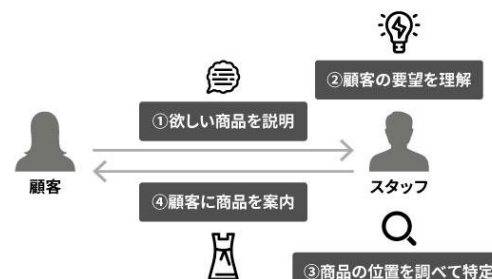 ②顧客の要望を理解
①欲しい商品を説明
顧客
スタッフ
④顧客に商品を案内
③商品の位置を調べて特定